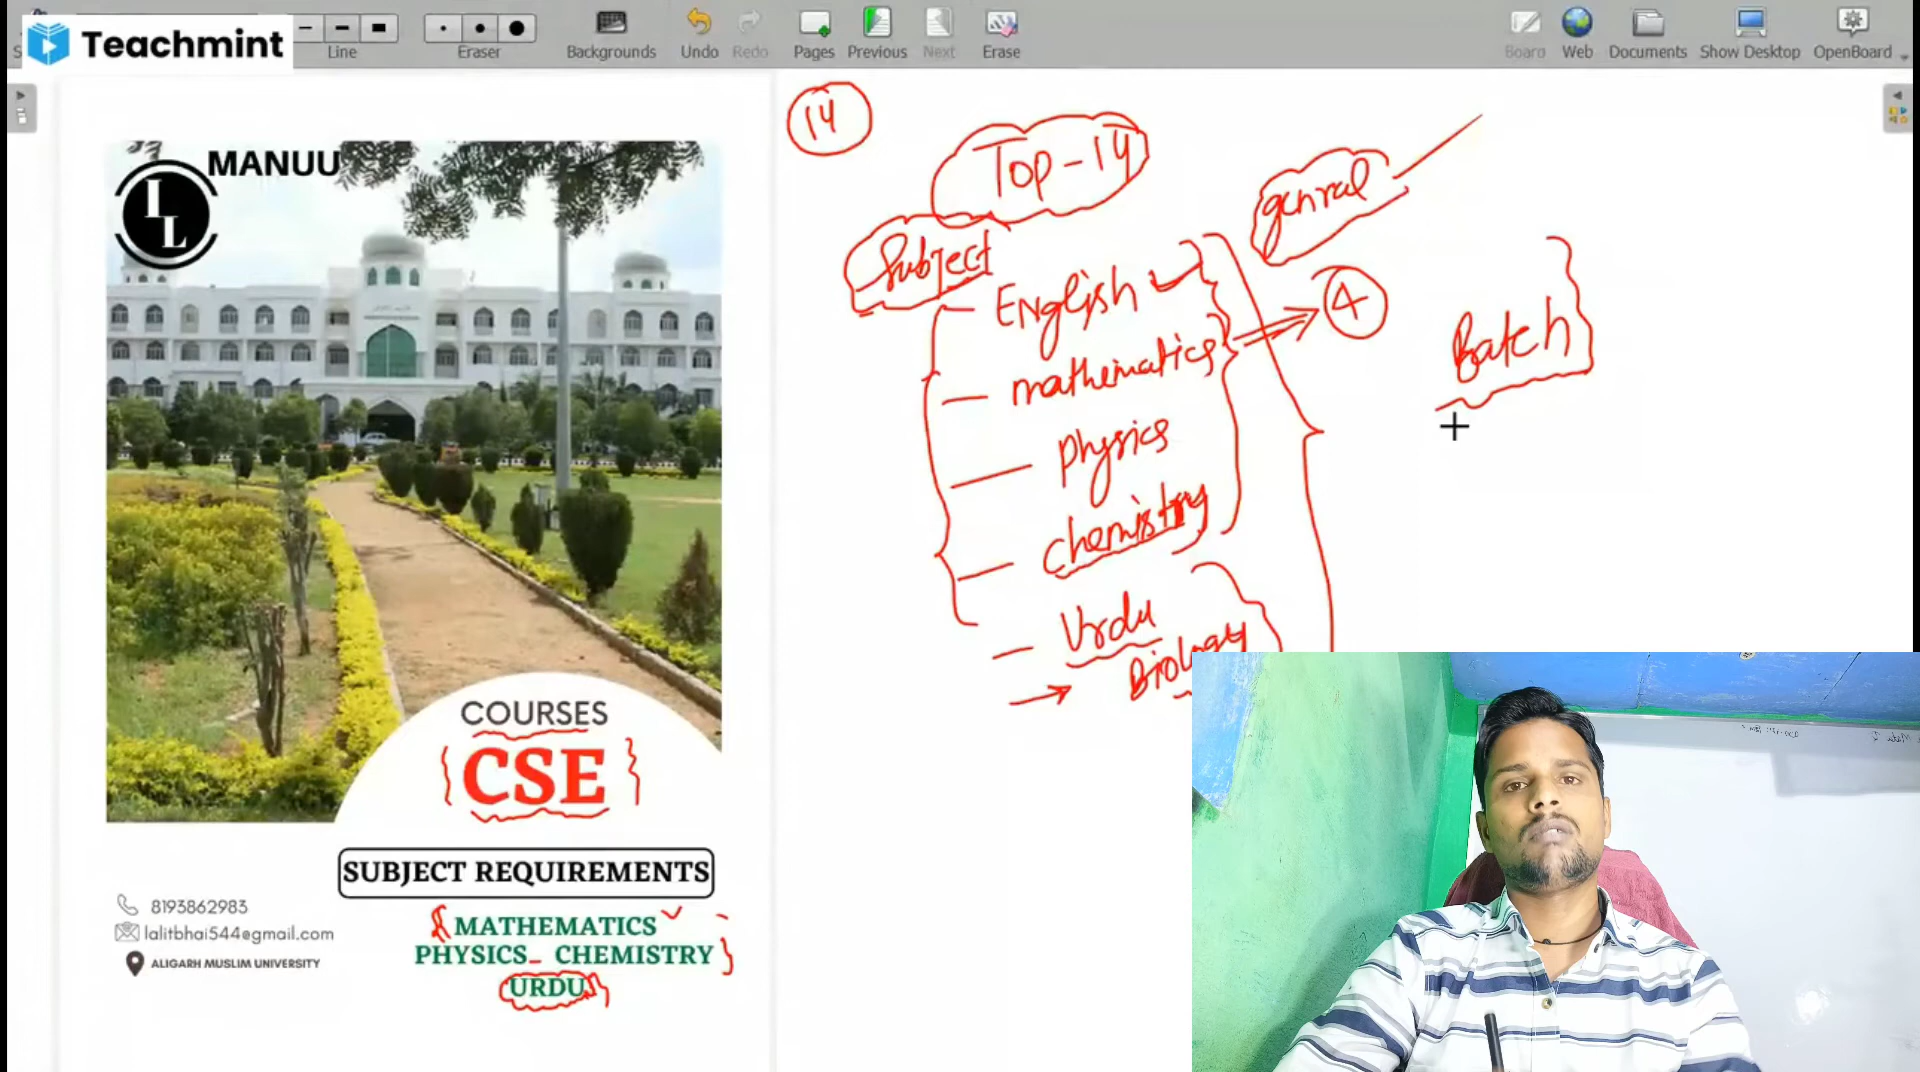 Teachmint
Line
Eraser
Backgrounds
Undo
Redo
Pages
Previous
Next
Erase
Board
Web
Documents
Show Desktop
OpenBoard
MANUU
I
L
COURSES
CSE
SUBJECT REQUIREMENTS
8193862983
lalitbhai544@gmail.com
ALIGARH MUSLIM UNIVERSITY
MATHEMATICS
PHYSICS CHEMISTRY
URDU
14
Top-14
genral
Subject
English
4
mathematics
Batch
physics
chemistry
Urdu
Biology